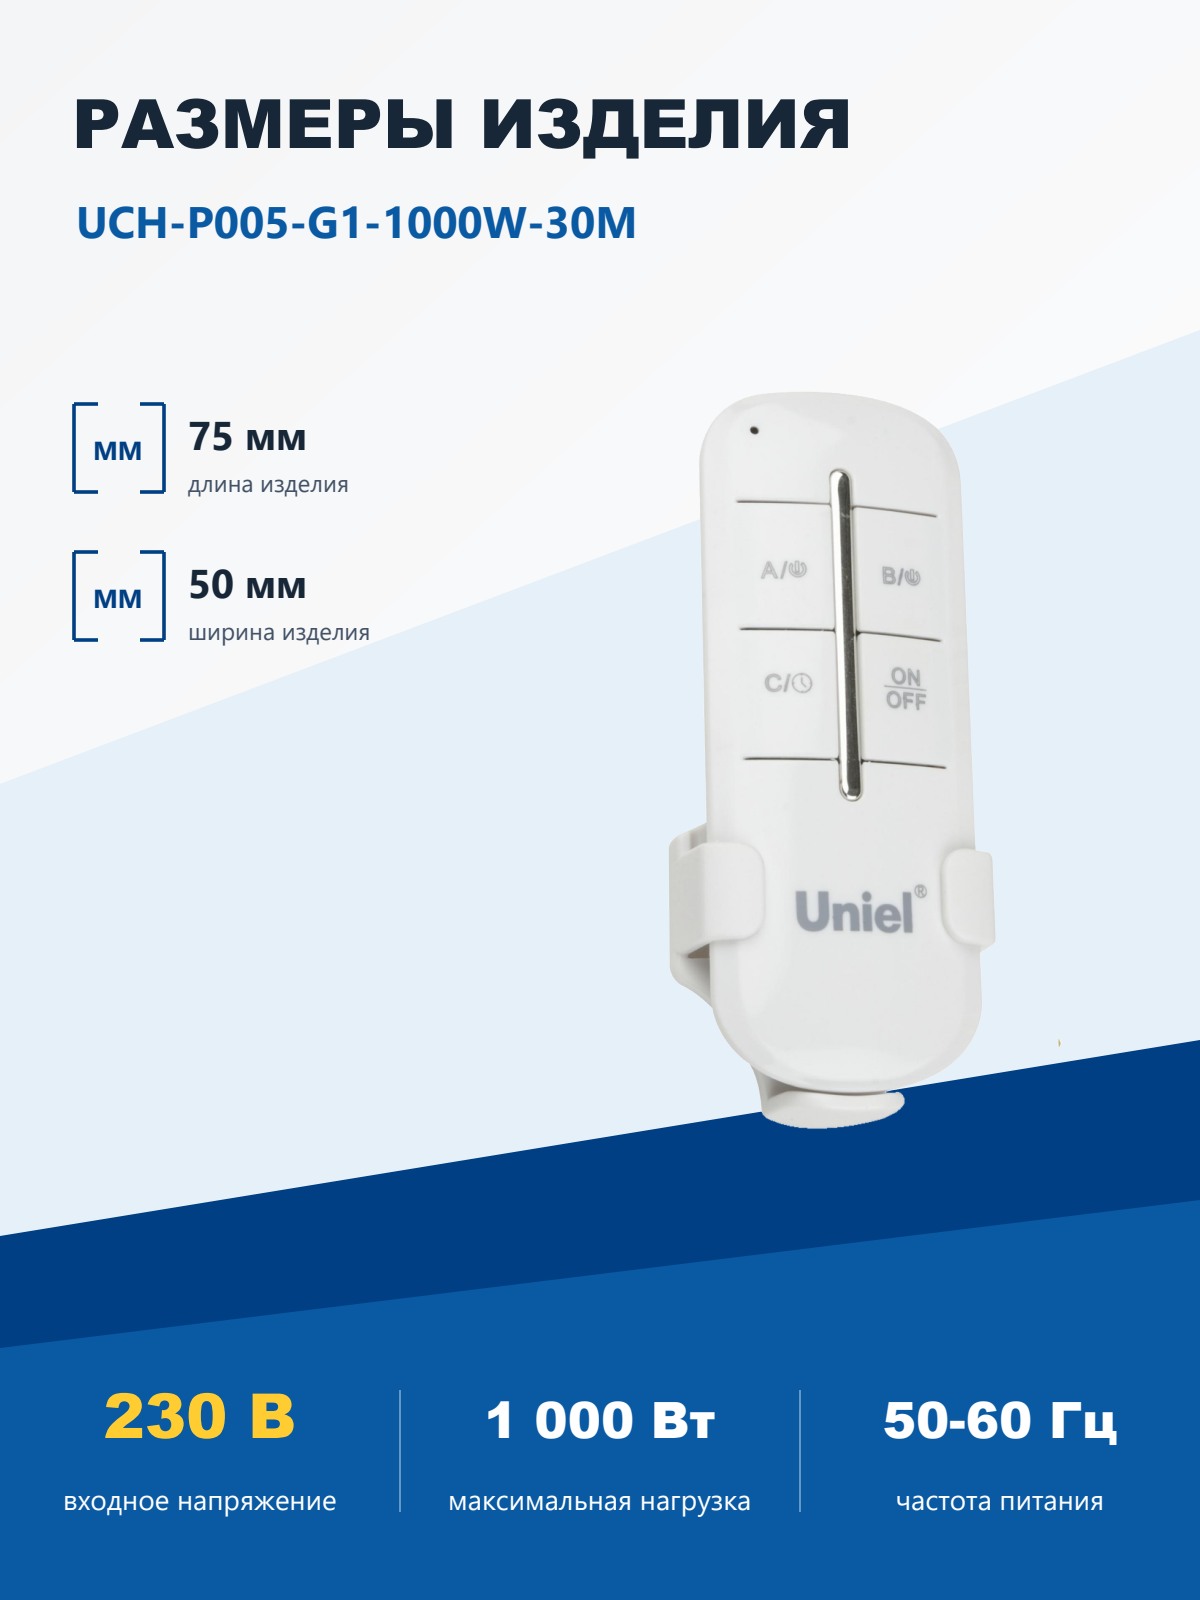 РАЗМЕРЫ ИЗДЕЛИЯ
UCH-P005-G1-1000W-30M
мм
75 мм
длина изделия
мм
50 мм
ширина изделия
A/
B/
C/
ON
OFF
Uniel®
230 В
входное напряжение
1 000 Вт
максимальная нагрузка
50-60 Гц
частота питания